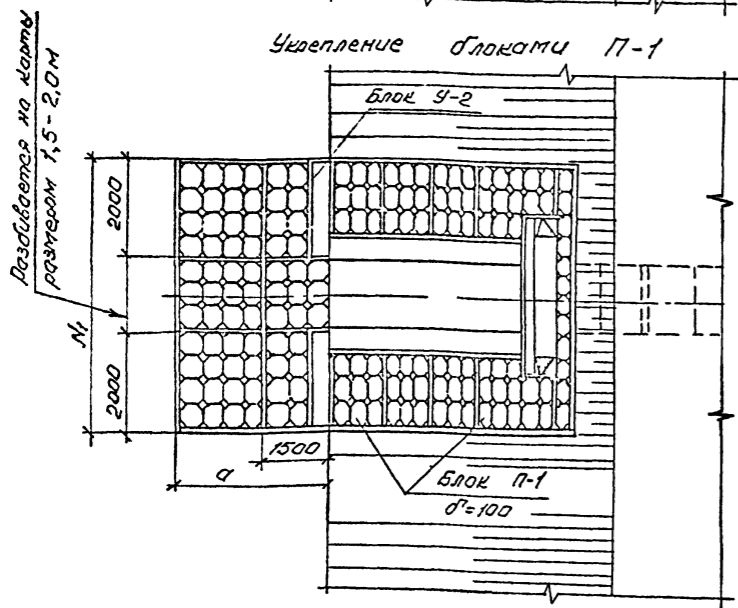 Укрепление блоками П-1
Разбивается на карты
размером 1,5-2,0м
Блок У-2
2000
N₁
2000
1500
a
Блок П-1
δ=100